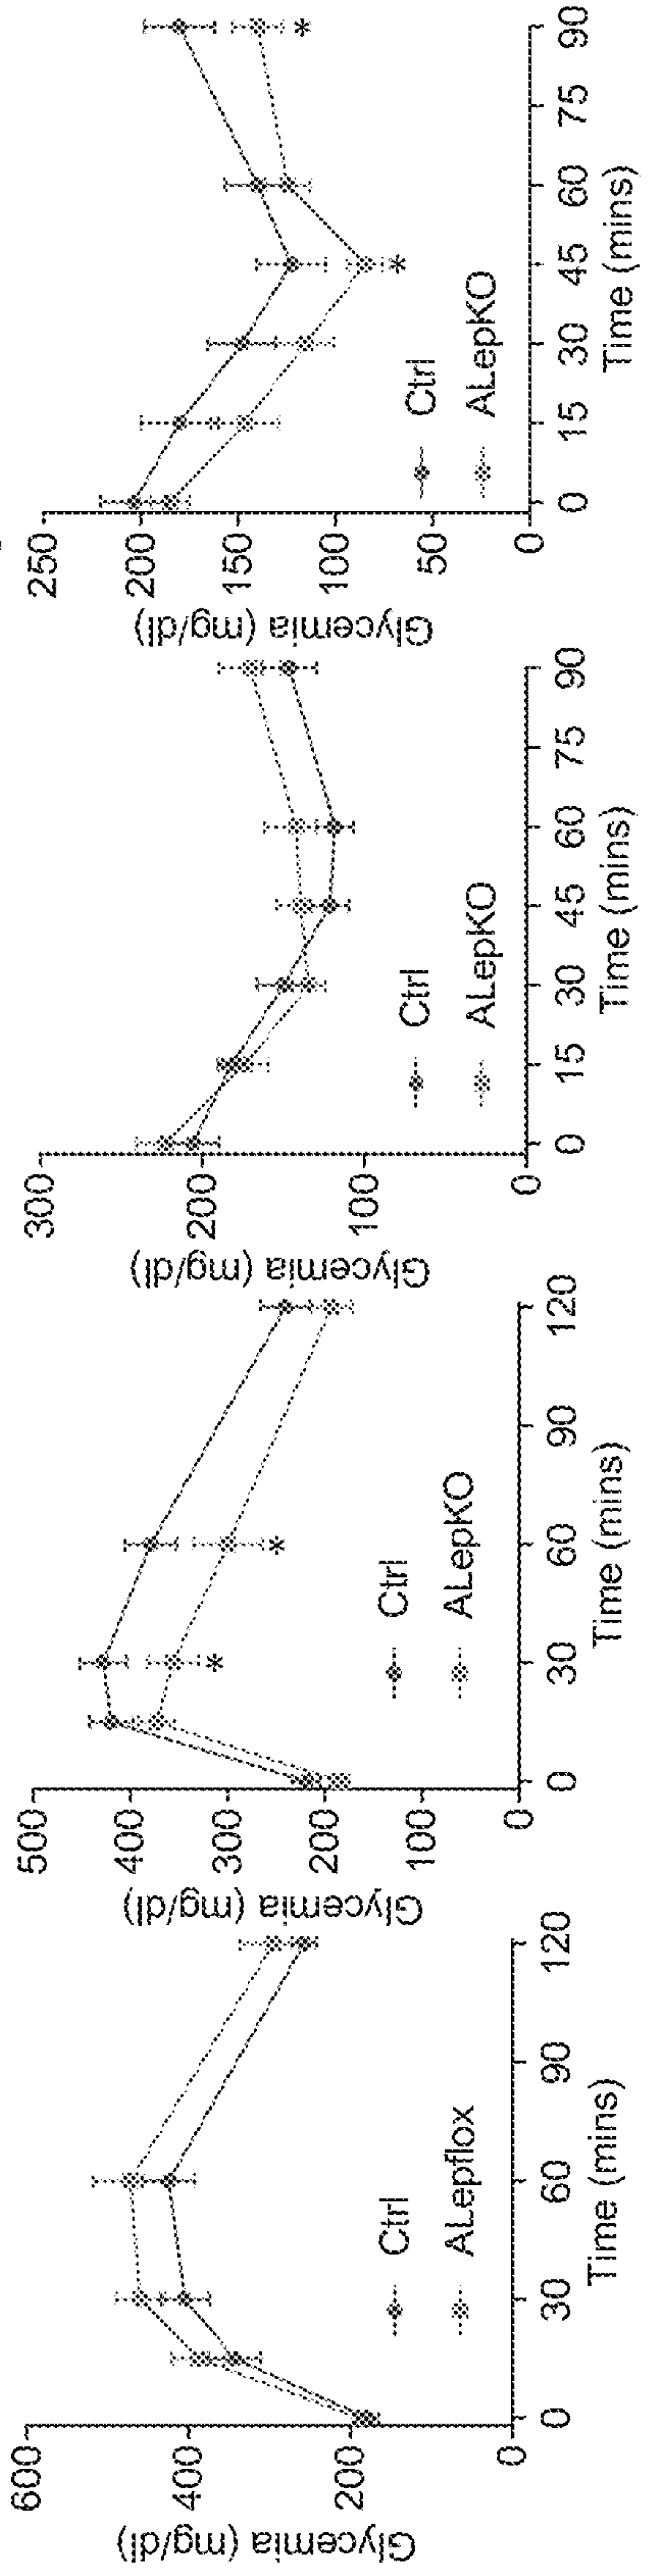 Glycemia (mg/dl)
600
400
200
0
Ctrl
ALepflox
0 30 60 90 120
Time (mins)
Glycemia (mg/dl)
500
400
300
200
100
0
*
*
Ctrl
ALepKO
0 30 60 90 120
Time (mins)
Glycemia (mg/dl)
300
200
100
0
Ctrl
ALepKO
0 15 30 45 60 75 90
Time (mins)
Glycemia (mg/dl)
250
200
150
100
50
0
*
*
Ctrl
ALepKO
0 15 30 45 60 75 90
Time (mins)